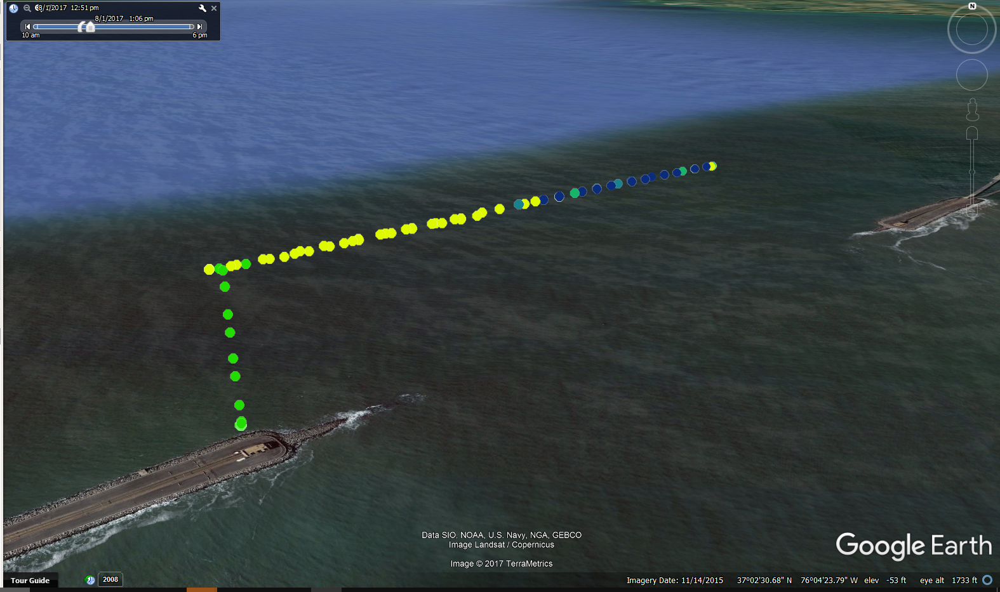 8/1/2017 12:51 pm
8/1/2017 1:06 pm
10 am
6 pm
N
Data SIO, NOAA, U.S. Navy, NGA, GEBCO
Image Landsat / Copernicus
Image © 2017 TerraMetrics
Google Earth
Tour Guide
2008
Imagery Date: 11/14/2015 37°02'30.68" N 76°04'23.79" W elev -53 ft eye alt 1733 ft